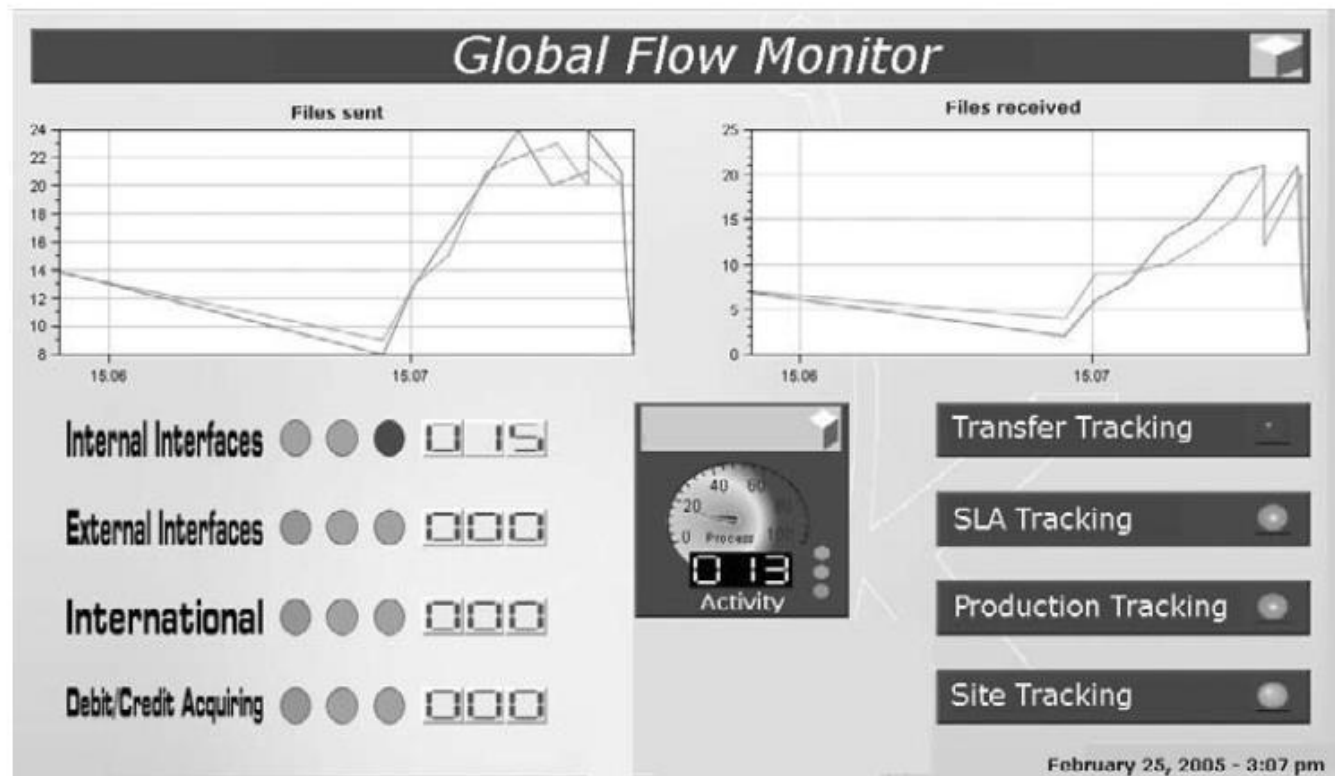 Global Flow Monitor
Files sent
24
22
20
18
16
14
12
10
8
15.06 15.07
Files received
25
20
15
10
5
0
15.06 15.07
Internal Interfaces 015
External Interfaces 000
International 000
Debit/Credit Acquiring 000
0 20 40 60 80 100
Process
013
Activity
Transfer Tracking
SLA Tracking
Production Tracking
Site Tracking
February 25, 2005 - 3:07 pm